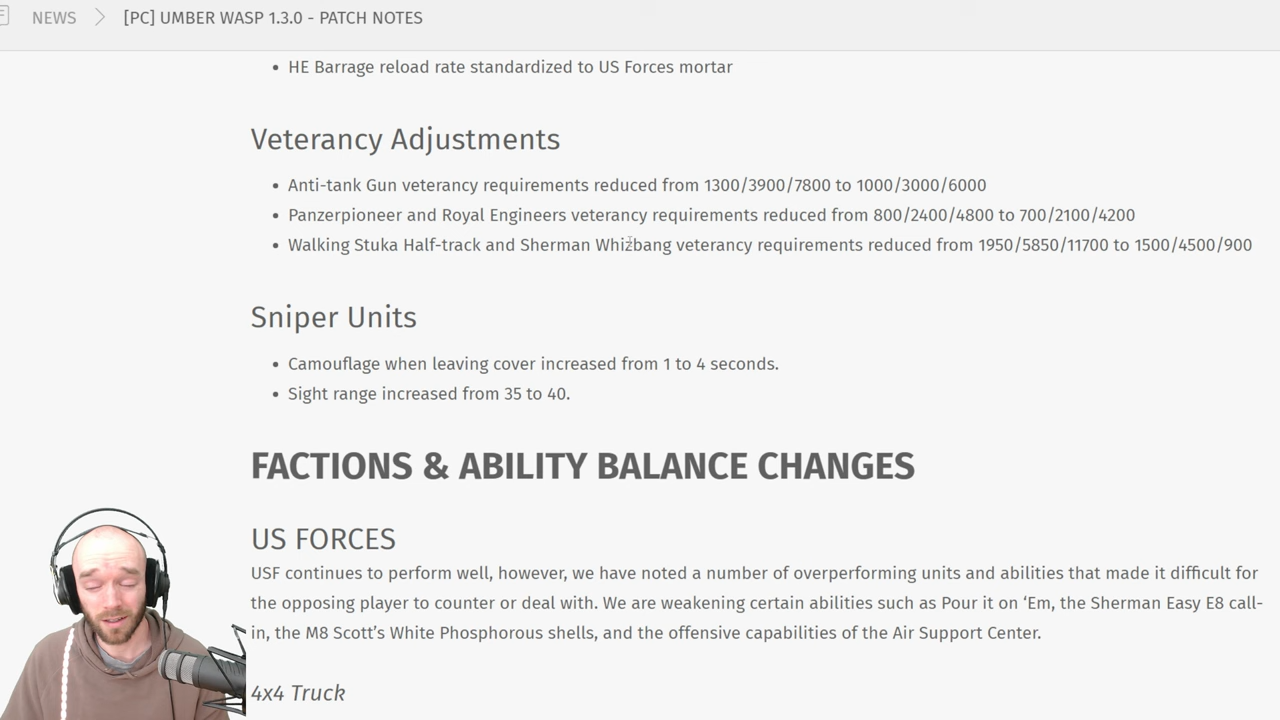 NEWS [PC] UMBER WASP 1.3.0 - PATCH NOTES
• HE Barrage reload rate standardized to US Forces mortar
Veterancy Adjustments
• Anti-tank Gun veterancy requirements reduced from 1300/3900/7800 to 1000/3000/6000
• Panzerpioneer and Royal Engineers veterancy requirements reduced from 800/2400/4800 to 700/2100/4200
• Walking Stuka Half-track and Sherman Whizbang veterancy requirements reduced from 1950/5850/11700 to 1500/4500/900
Sniper Units
• Camouflage when leaving cover increased from 1 to 4 seconds.
• Sight range increased from 35 to 40.
FACTIONS & ABILITY BALANCE CHANGES
US FORCES
USF continues to perform well, however, we have noted a number of overperforming units and abilities that made it difficult for
the opposing player to counter or deal with. We are weakening certain abilities such as Pour it on ‘Em, the Sherman Easy E8 call-
in, the M8 Scott’s White Phosphorous shells, and the offensive capabilities of the Air Support Center.
4x4 Truck